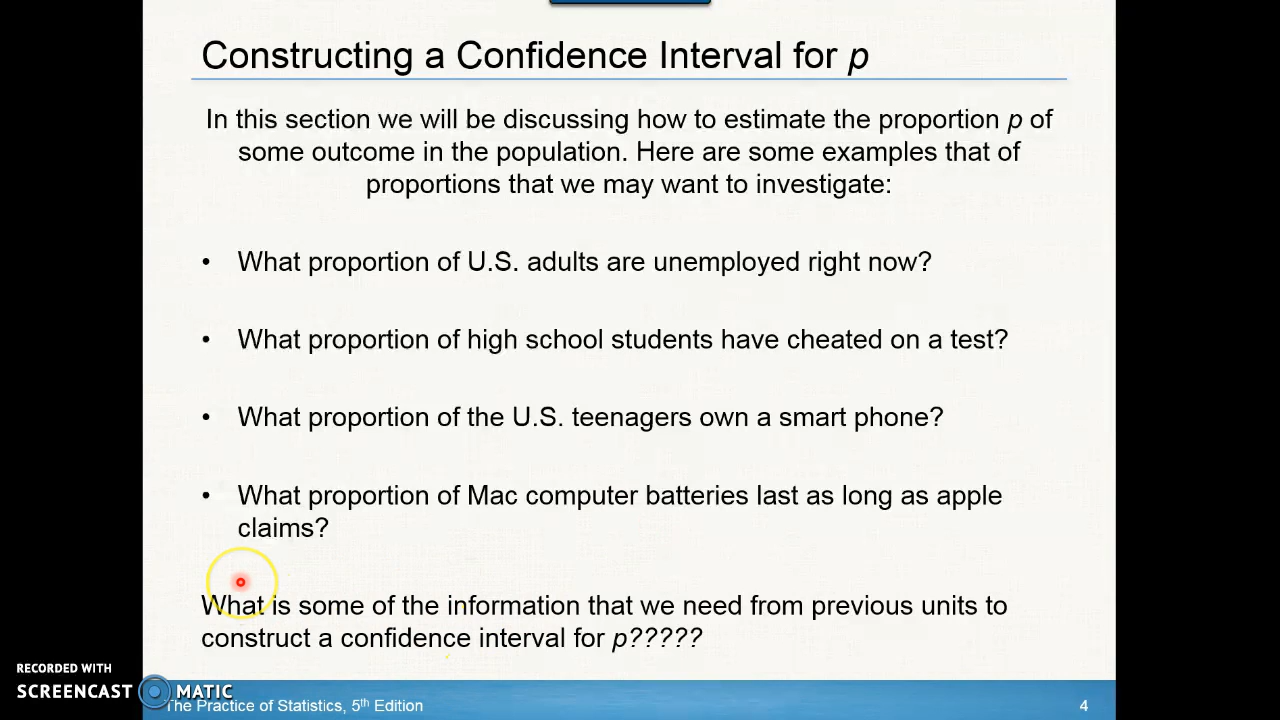 Constructing a Confidence Interval for p
In this section we will be discussing how to estimate the proportion p of
some outcome in the population. Here are some examples that of
proportions that we may want to investigate:
• What proportion of U.S. adults are unemployed right now?
• What proportion of high school students have cheated on a test?
• What proportion of the U.S. teenagers own a smart phone?
• What proportion of Mac computer batteries last as long as apple
claims?
What is some of the information that we need from previous units to
construct a confidence interval for p?????
RECORDED WITH
SCREENCAST MATIC
The Practice of Statistics, 5th Edition
4